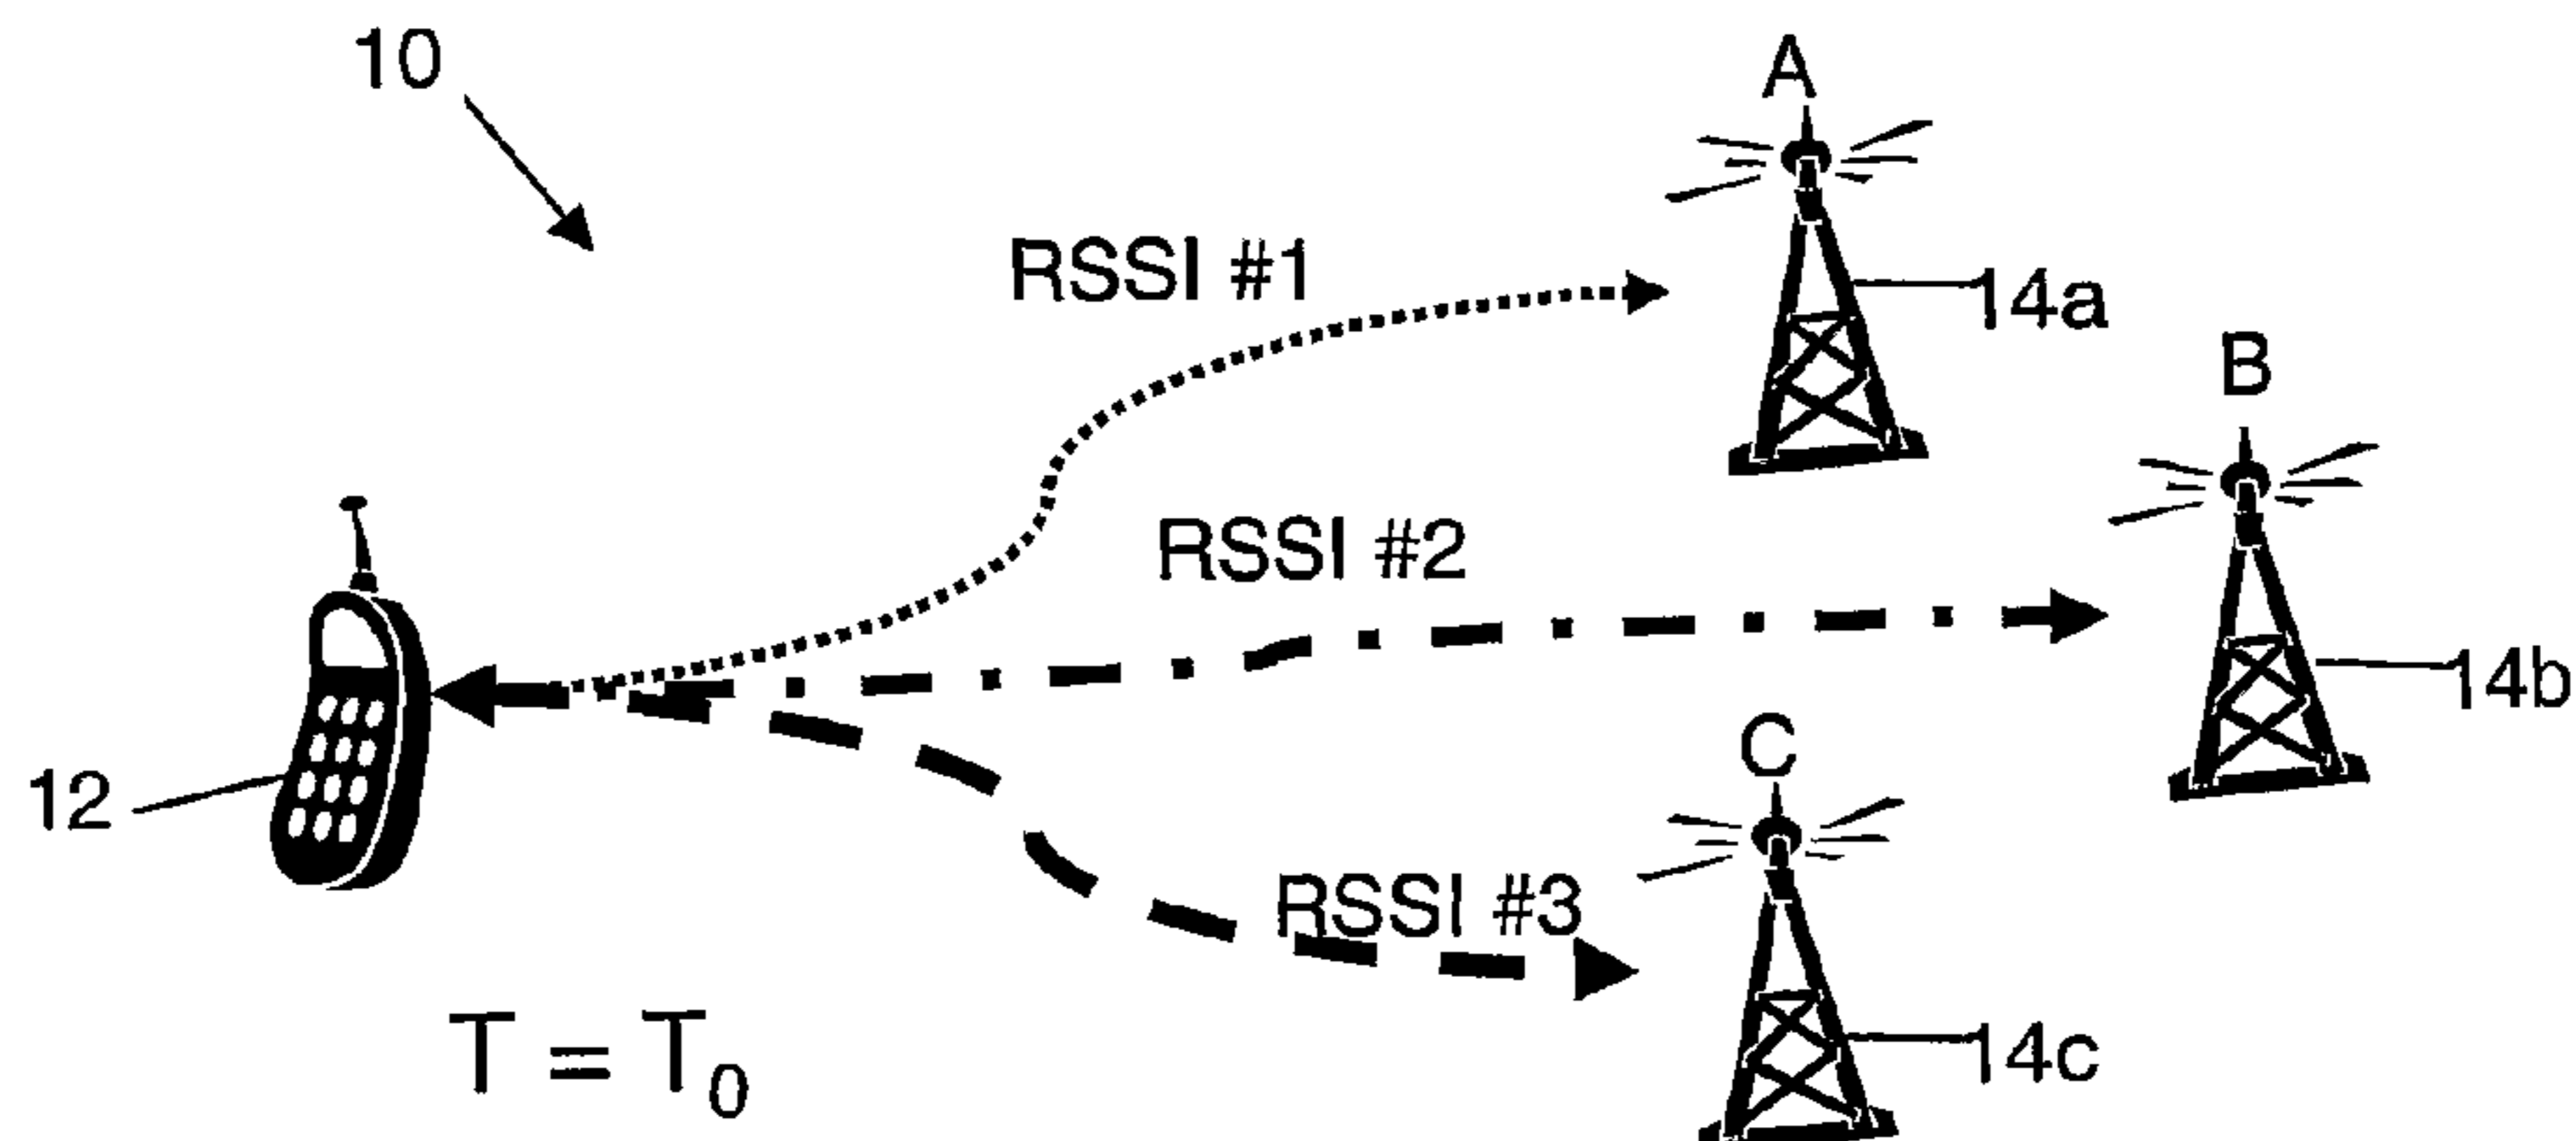 10
A
RSSI #1
14a
B
RSSI #2
14b
C
12
RSSI #3
T = T₀
14c